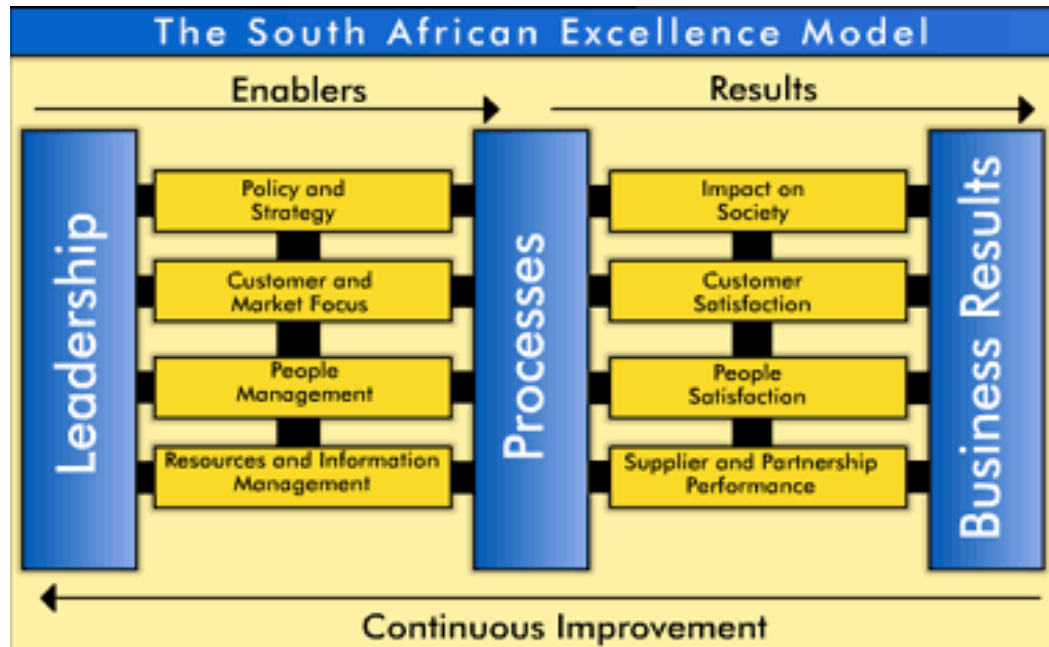 The South African Excellence Model
Enablers
Results
Leadership
Policy and
Strategy
Customer and
Market Focus
People
Management
Resources and Information
Management
Processes
Impact on
Society
Customer
Satisfaction
People
Satisfaction
Supplier and Partnership
Performance
Business Results
Continuous Improvement